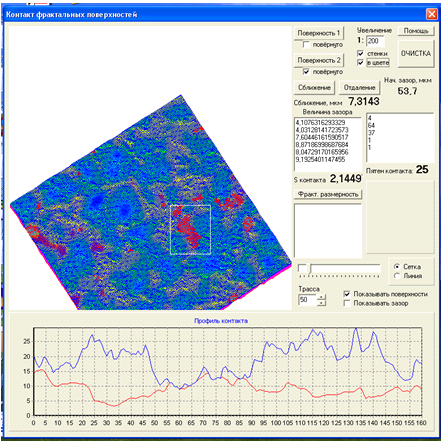 Контакт фрактальных поверхностей
Поверхность 1
повёрнуто
Поверхность 2
повёрнуто
Увеличение
1: 200
стенки
в цвете
Помощь
ОЧИСТКА
Нач. зазор, мкм
53,7
Сближение
Отдаление
Сближение, мкм 7,3143
Величина зазора
4,1076316293329
4,0312814172357​3
7,60446161590517
8,87186998687684
8,04729170165956
9,1925401147455
4
64
37
1
1
Пятен контакта: 25
S контакта 2,1449
Фракт. размерность
Сетка
Линия
Трасса
50
Показывать поверхности
Показывать зазор
Профиль контакта
25
20
15
10
5
0
0 5 10 15 20 25 30 35 40 45 50 55 60 65 70 75 80 85 90 95 100 105 110 115 120 125 130 135 140 145 150 155 160